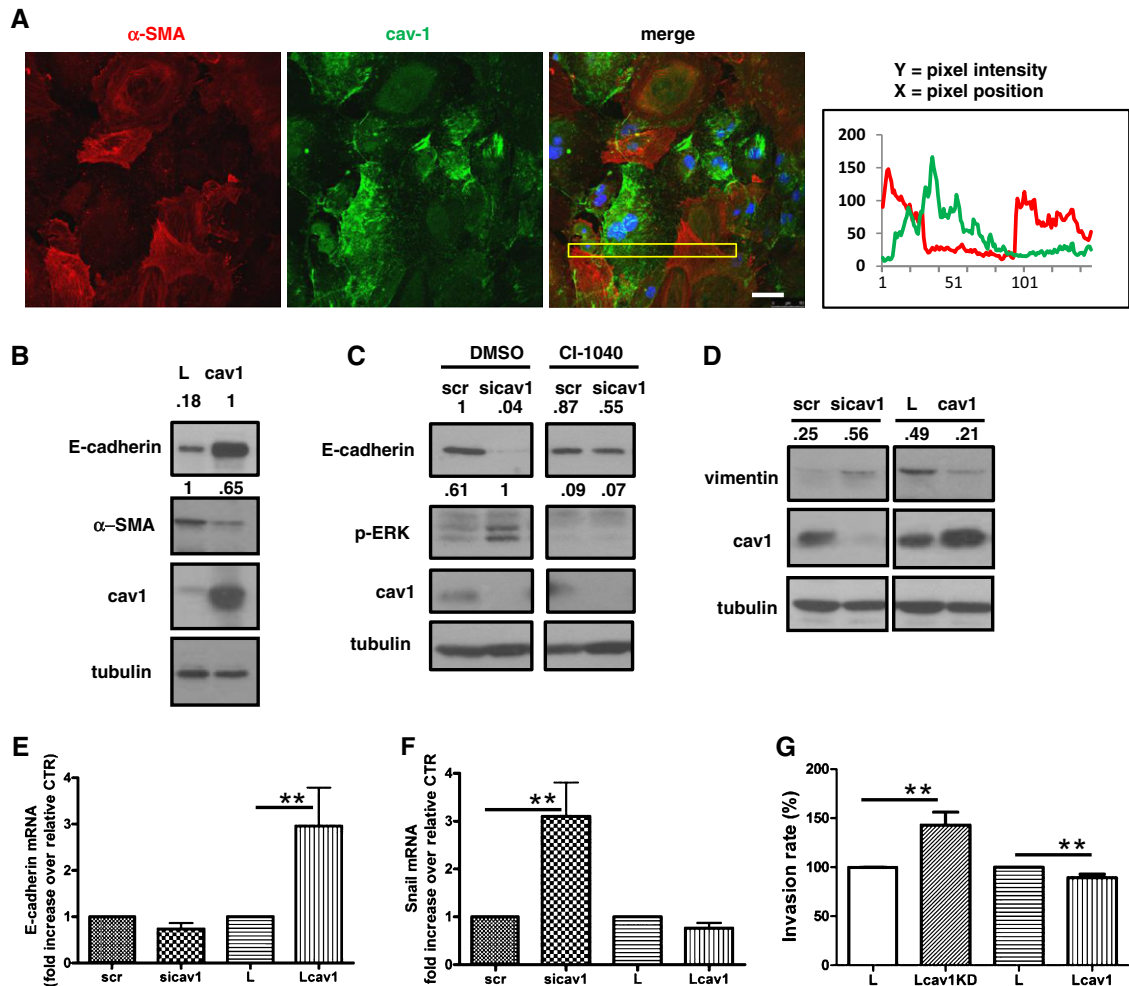 A
α-SMA
cav-1
merge
Y = pixel intensity
X = pixel position
200
150
100
50
0
1
51
101
B
L cav1
.18 1
E-cadherin
1 .65
α–SMA
cav1
tubulin
C
DMSO CI-1040
scr sicav1 scr sicav1
1 .04 .87 .55
E-cadherin
.61 1 .09 .07
p-ERK
cav1
tubulin
D
scr sicav1 L cav1
.25 .56 .49 .21
vimentin
cav1
tubulin
E
E-cadherin mRNA
(fold increase over relative CTR)
4
3
2
1
0
**
scr sicav1 L Lcav1
F
Snail mRNA
fold increase over relative CTR)
4
3
2
1
0
**
scr sicav1 L Lcav1
G
Invasion rate (%)
200
150
100
50
0
**
**
L Lcav1KD L Lcav1